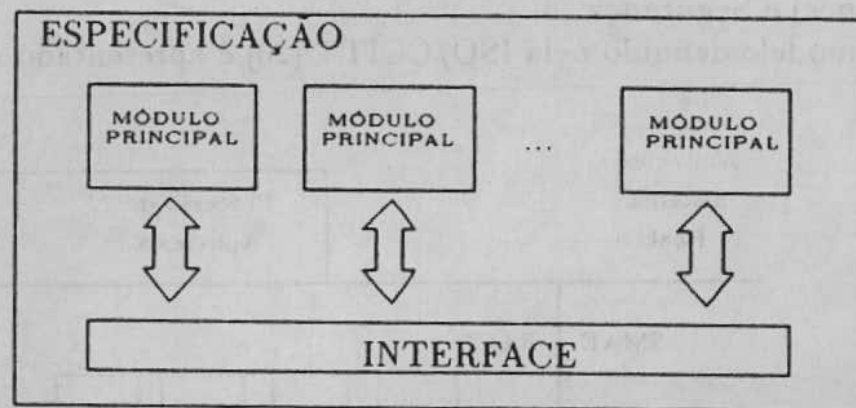 ESPECIFICAÇÃO
MÓDULO
PRINCIPAL
MÓDULO
PRINCIPAL
...
MÓDULO
PRINCIPAL
INTERFACE